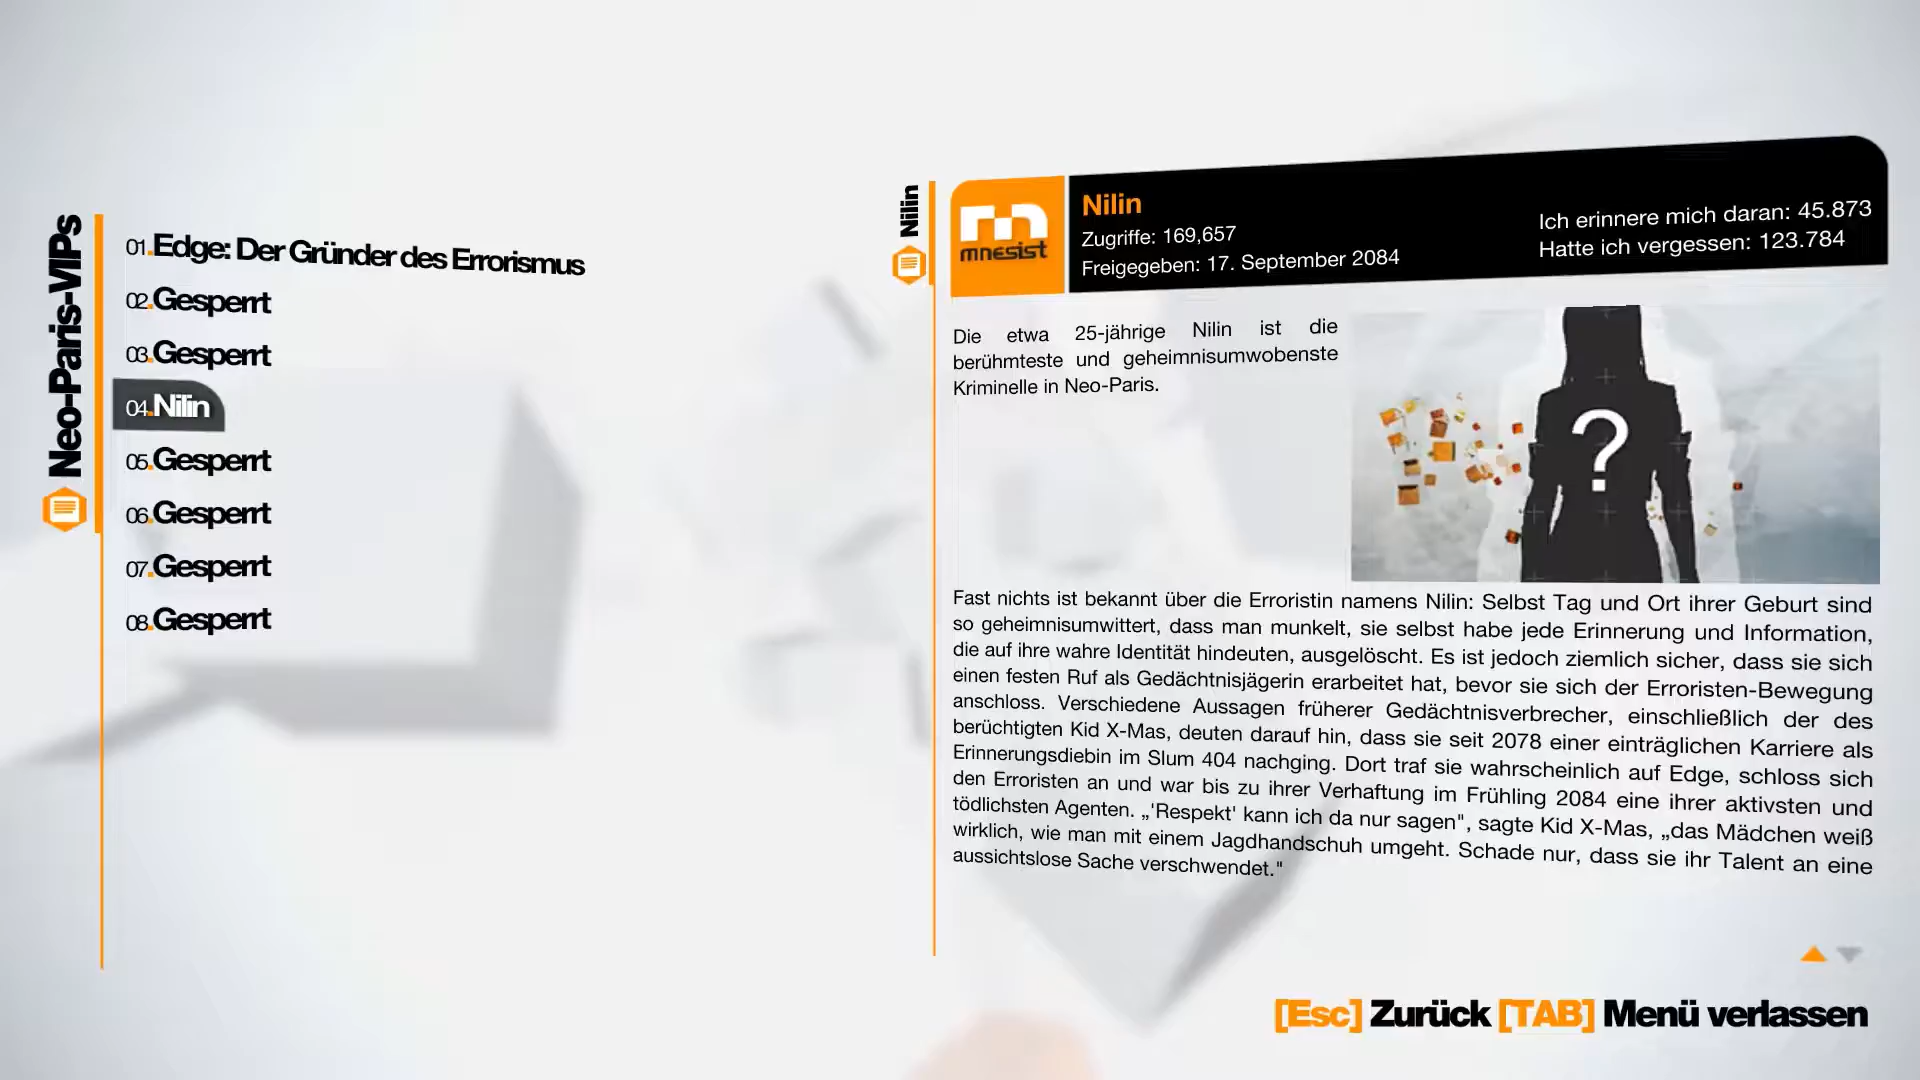 Neo-Paris-VIPs
01.Edge: Der Gründer des Errorismus
02.Gesperrt
03.Gesperrt
04.Nilin
05.Gesperrt
06.Gesperrt
07.Gesperrt
08.Gesperrt
Nilin
mnesist
Nilin
Zugriffe: 169,657
Freigegeben: 17. September 2084
Ich erinnere mich daran: 45.873
Hatte ich vergessen: 123.784
Die etwa 25-jährige Nilin ist die
berühmteste und geheimnisumwobenste
Kriminelle in Neo-Paris.
?
Fast nichts ist bekannt über die Erroristin namens Nilin: Selbst Tag und Ort ihrer Geburt sind
so geheimnisumwittert, dass man munkelt, sie selbst habe jede Erinnerung und Information,
die auf ihre wahre Identität hindeuten, ausgelöscht. Es ist jedoch ziemlich sicher, dass sie sich
einen festen Ruf als Gedächtnisjägerin erarbeitet hat, bevor sie sich der Erroristen-Bewegung
anschloss. Verschiedene Aussagen früherer Gedächtnisverbrecher, einschließlich der des
berüchtigten Kid X-Mas, deuten darauf hin, dass sie seit 2078 einer einträglichen Karriere als
Erinnerungsdiebin im Slum 404 nachging. Dort traf sie wahrscheinlich auf Edge, schloss sich
den Erroristen an und war bis zu ihrer Verhaftung im Frühling 2084 eine ihrer aktivsten und
tödlichsten Agenten. „'Respekt' kann ich da nur sagen", sagte Kid X-Mas, „das Mädchen weiß
wirklich, wie man mit einem Jagdhandschuh umgeht. Schade nur, dass sie ihr Talent an eine
aussichtslose Sache verschwendet."
[Esc] Zurück [TAB] Menü verlassen